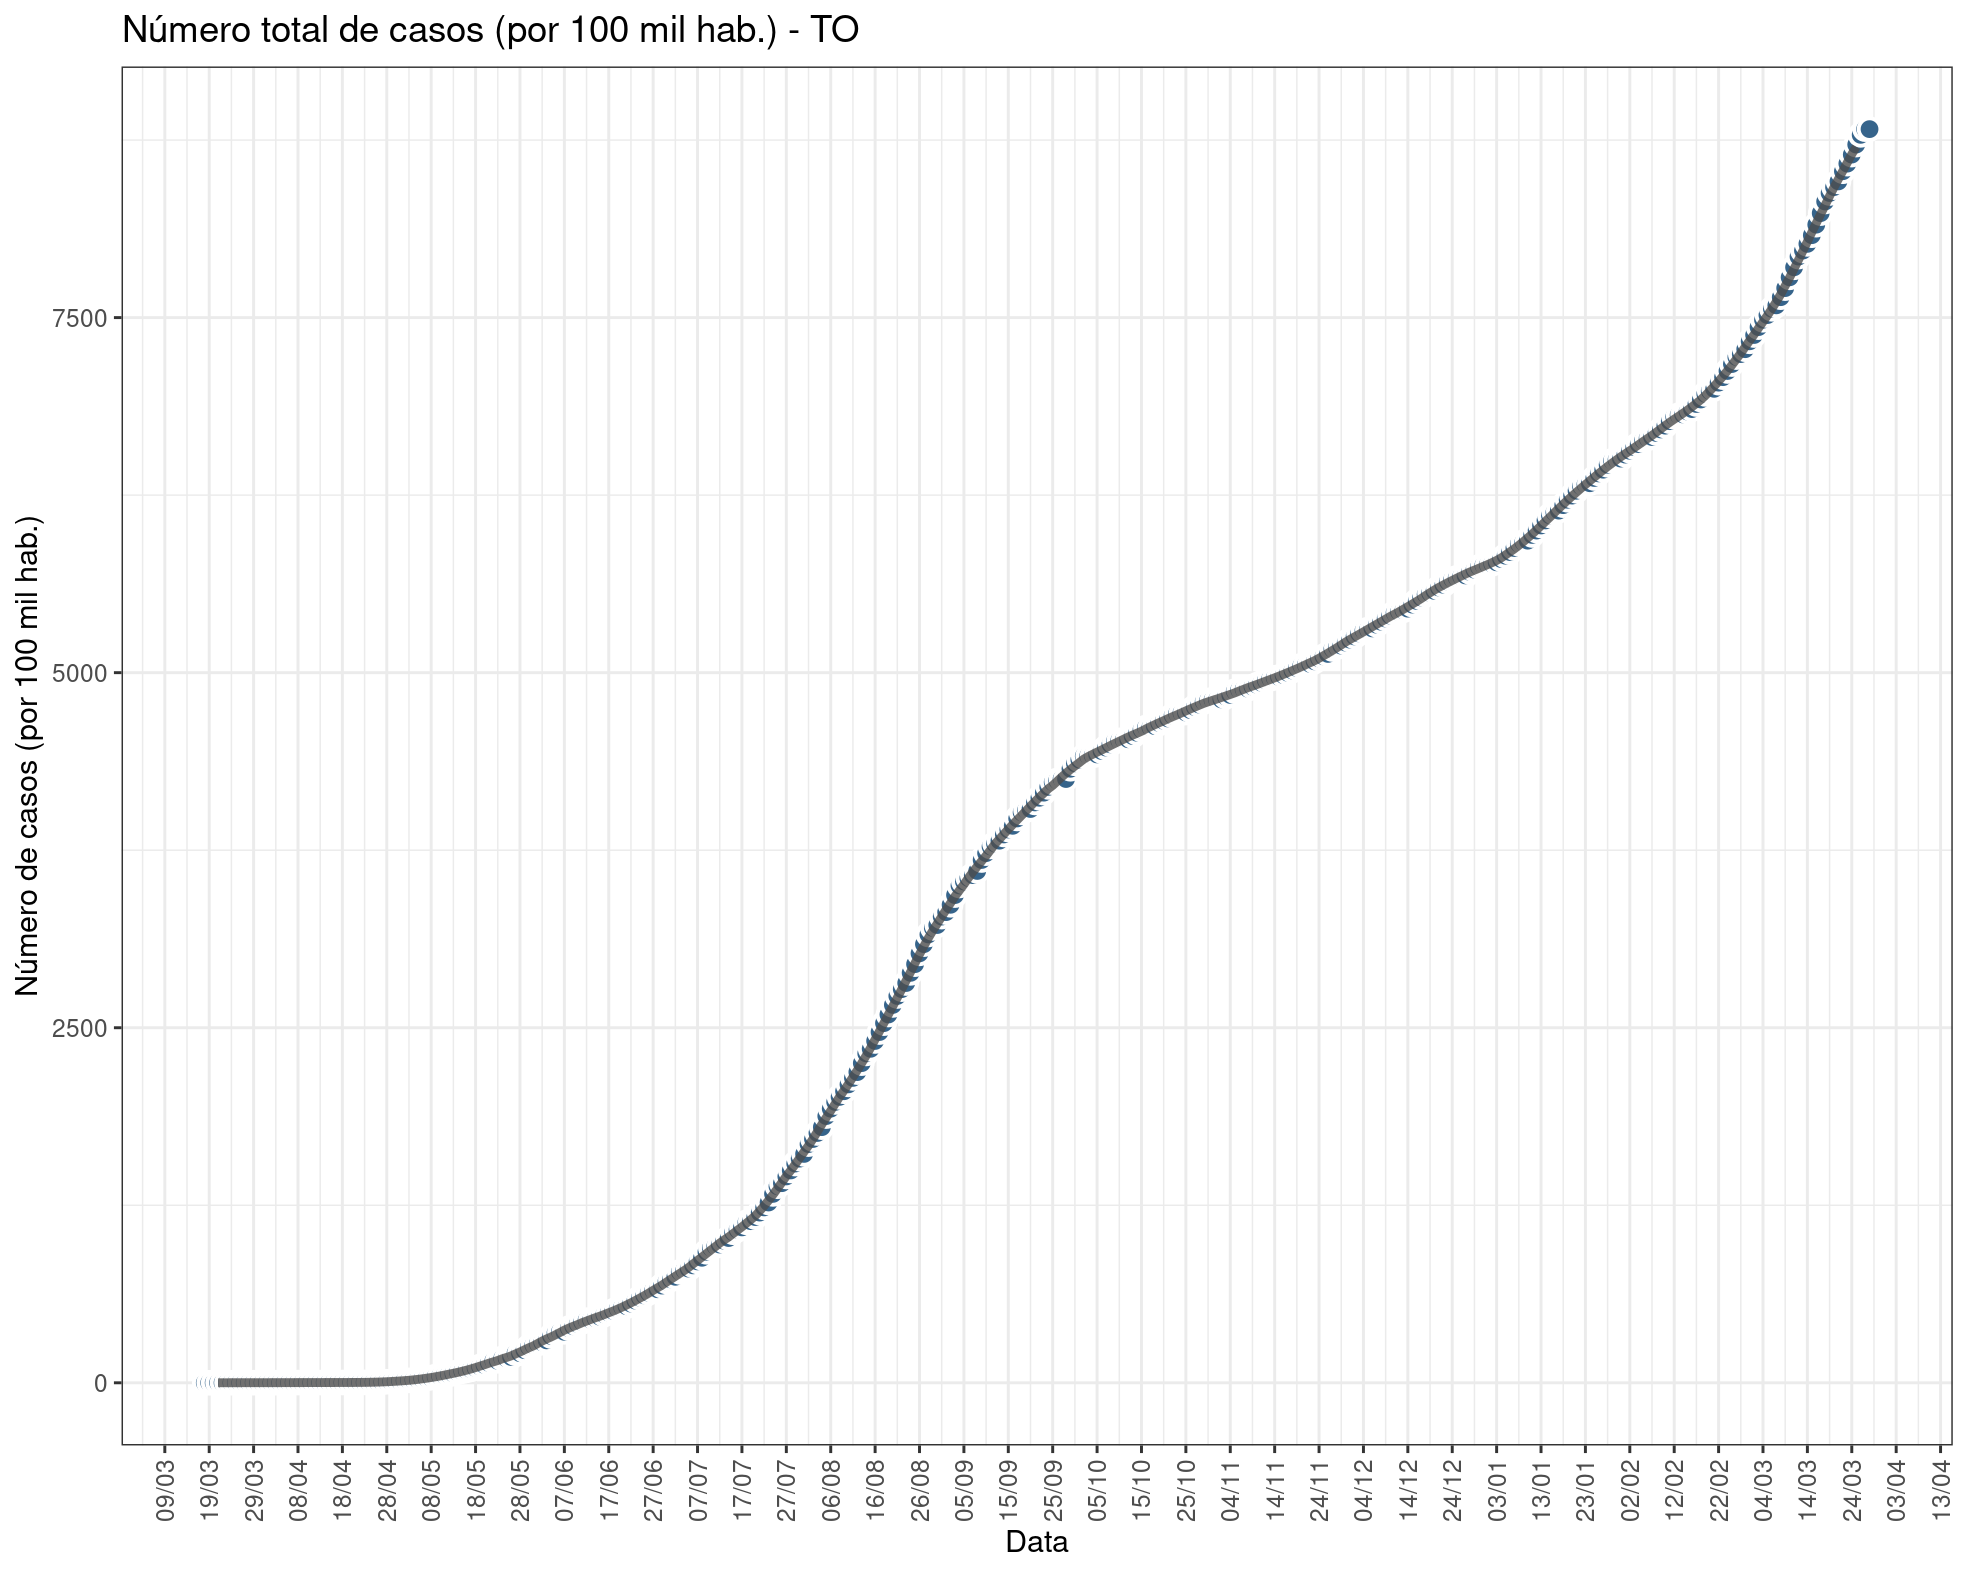 Número total de casos (por 100 mil hab.) - TO
Número de casos (por 100 mil hab.)
7500
5000
2500
0
09/03 19/03 29/03 08/04 18/04 28/04 08/05 18/05 28/05 07/06 17/06 27/06 07/07 17/07 27/07 06/08 16/08 26/08 05/09 15/09 25/09 05/10 15/10 25/10 04/11 14/11 24/11 04/12 14/12 24/12 03/01 13/01 23/01 02/02 12/02 22/02 04/03 14/03 24/03 03/04 13/04
Data